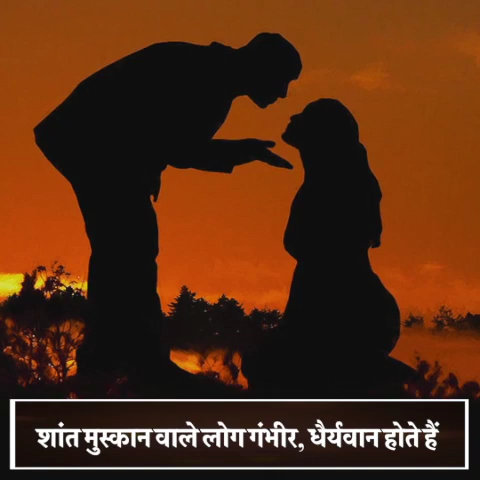 शांत मुस्कान वाले लोग गंभीर, धैर्यवान होते हैं